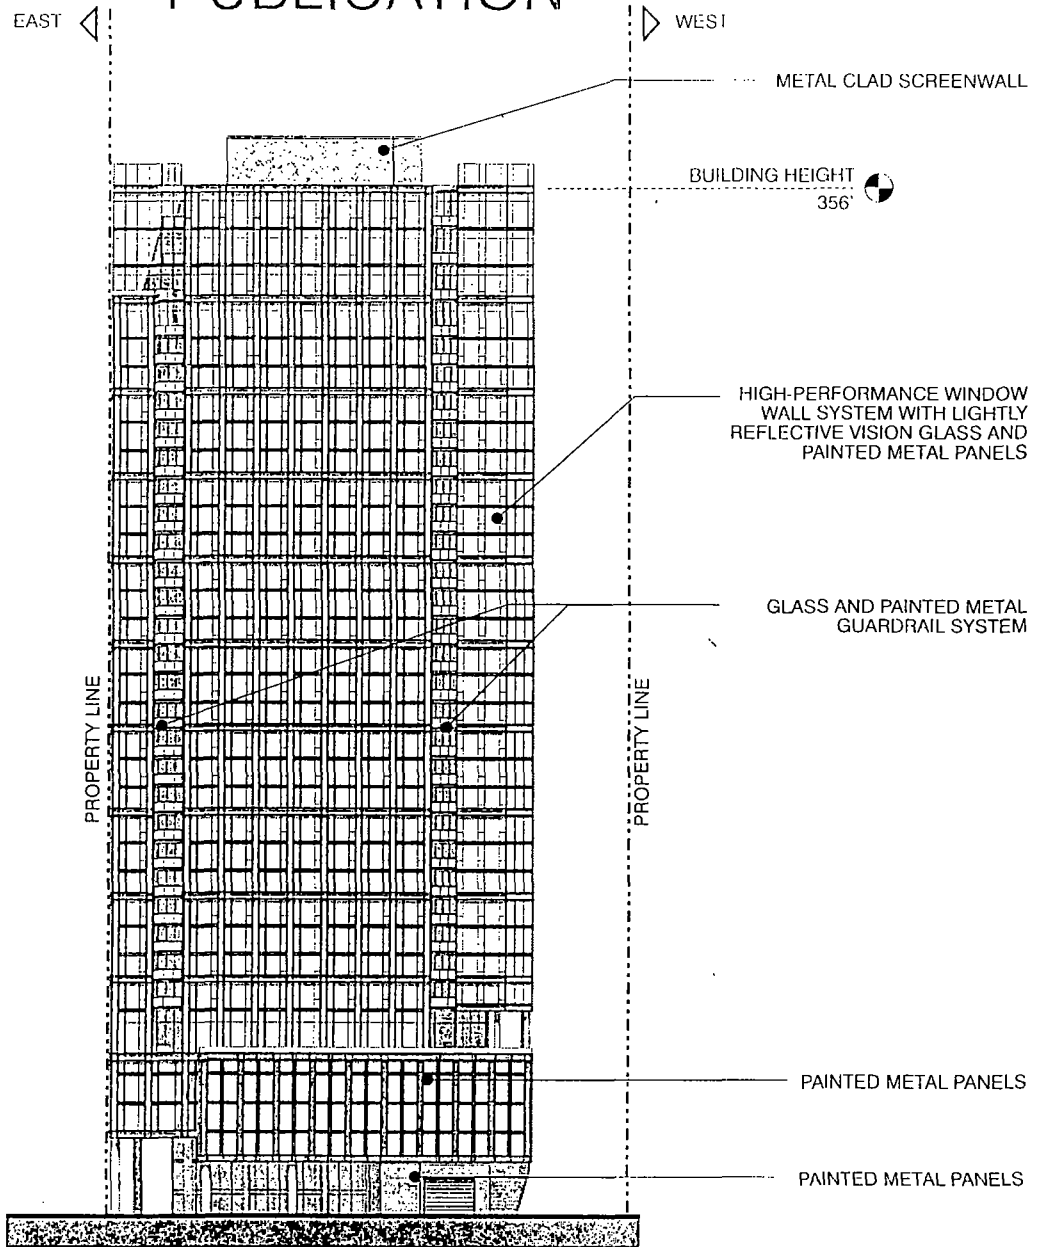 PUBLICATION
EAST
WEST
METAL CLAD SCREENWALL
BUILDING HEIGHT
356'
HIGH-PERFORMANCE WINDOW
WALL SYSTEM WITH LIGHTLY
REFLECTIVE VISION GLASS AND
PAINTED METAL PANELS
GLASS AND PAINTED METAL
GUARDRAIL SYSTEM
PROPERTY LINE
PROPERTY LINE
PAINTED METAL PANELS
PAINTED METAL PANELS